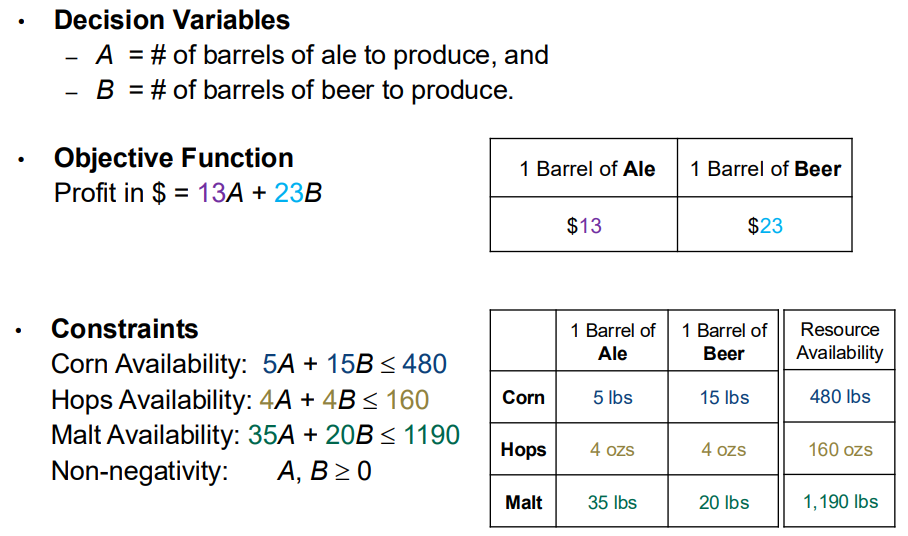 • Decision Variables
– A = # of barrels of ale to produce, and
– B = # of barrels of beer to produce.
• Objective Function
Profit in $ = 13A + 23B
1 Barrel of Ale 1 Barrel of Beer
$13 $23
• Constraints
Corn Availability: 5A + 15B ≤ 480
Hops Availability: 4A + 4B ≤ 160
Malt Availability: 35A + 20B ≤ 1190
Non-negativity: A, B ≥ 0
1 Barrel of Ale 1 Barrel of Beer Resource Availability
Corn 5 lbs 15 lbs 480 lbs
Hops 4 ozs 4 ozs 160 ozs
Malt 35 lbs 20 lbs 1,190 lbs